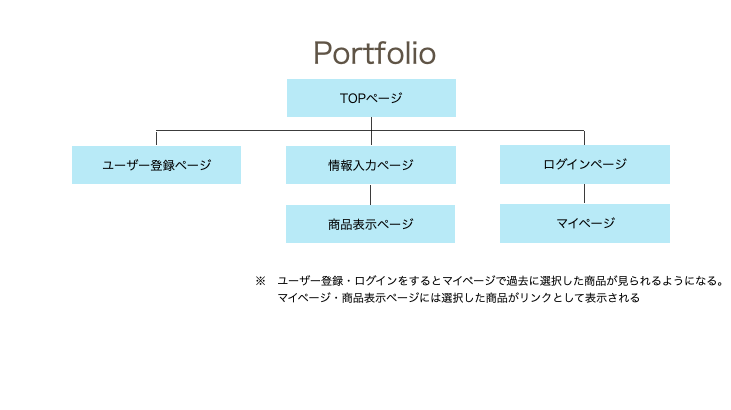 Portfolio
TOPページ
ユーザー登録ページ
情報入力ページ
ログインページ
商品表示ページ
マイページ
※　ユーザー登録・ログインをするとマイページで過去に選択した商品が見られるようになる。
マイページ・商品表示ページには選択した商品がリンクとして表示される